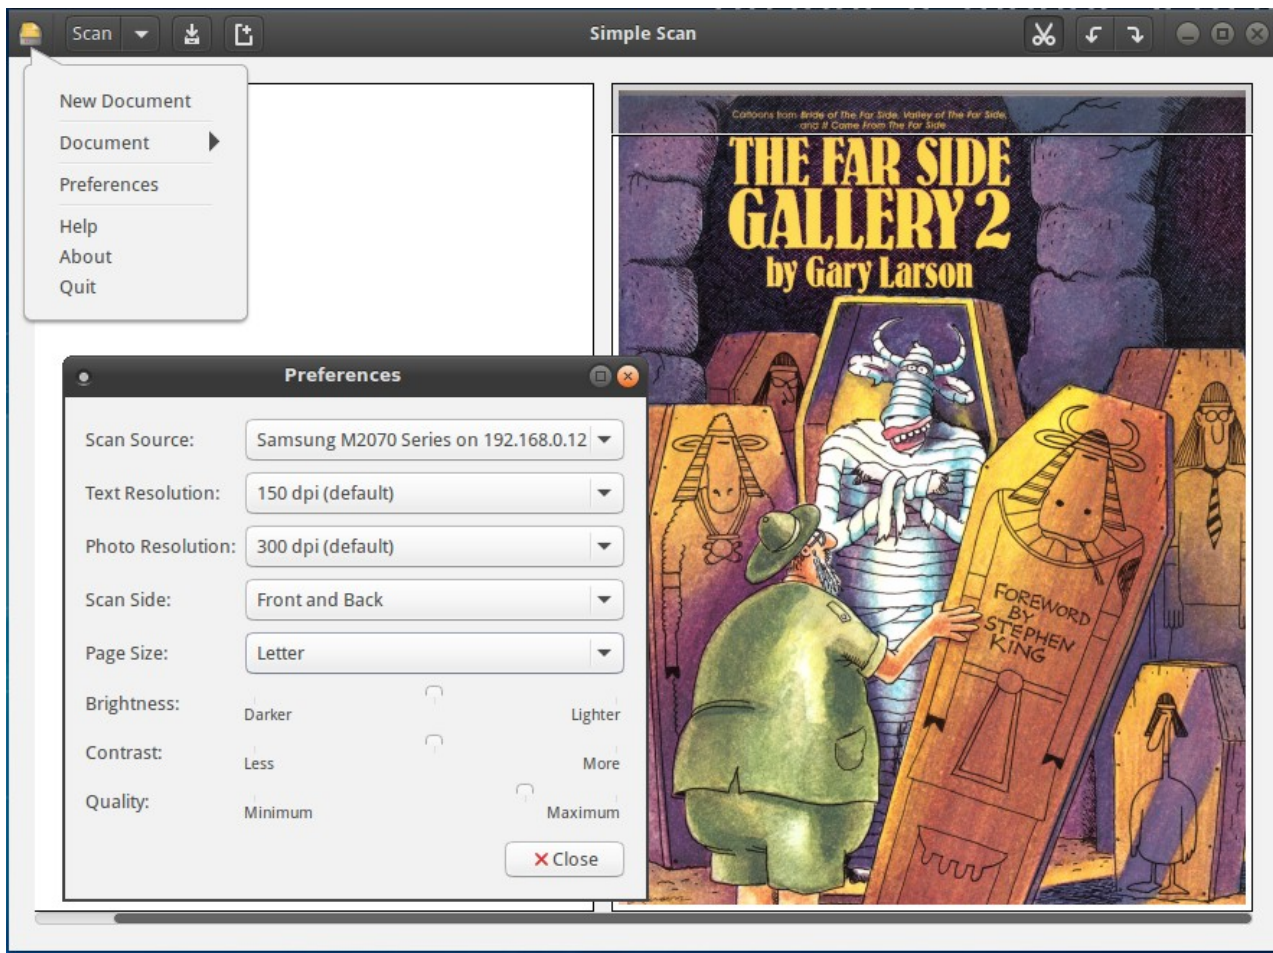 Scan
Simple Scan
New Document
Document
Preferences
Help
About
Quit
Cartoons from Bride of The Far Side, Valley of The Far Side,
and It Came From The Far Side
THE FAR SIDE
GALLERY 2
by Gary Larson
FOREWORD
BY
STEPHEN
KING
Preferences
Scan Source:
Samsung M2070 Series on 192.168.0.12
Text Resolution:
150 dpi (default)
Photo Resolution:
300 dpi (default)
Scan Side:
Front and Back
Page Size:
Letter
Brightness:
Darker
Lighter
Contrast:
Less
More
Quality:
Minimum
Maximum
Close